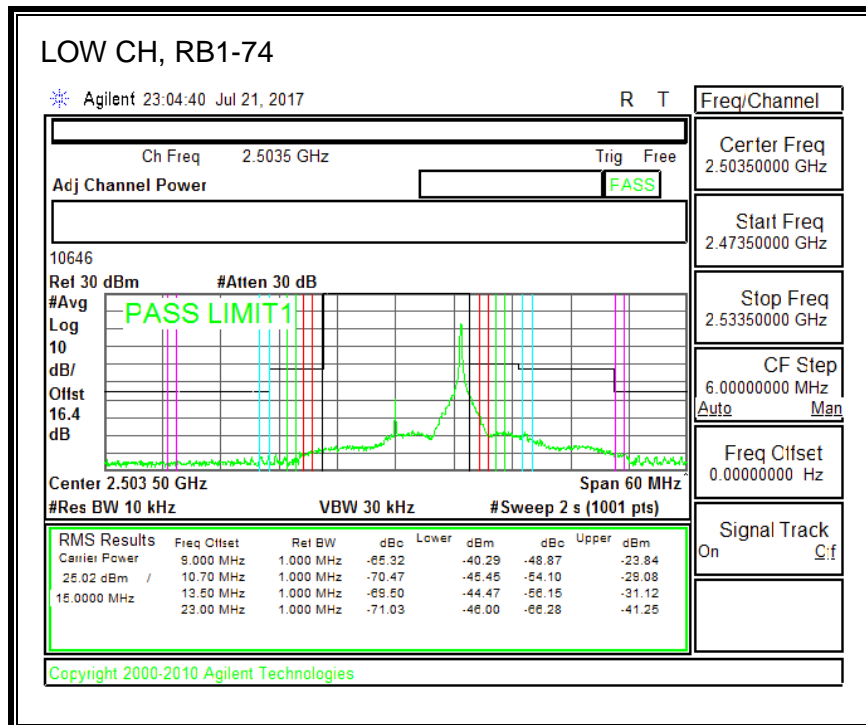 LOW CH, RB1-74
Agilent 23:04:40 Jul 21, 2017 R T
Freq/Channel
Ch Freq 2.5035 GHz Trig Free
Adj Channel Power PASS
Center Freq
2.50350000 GHz
Start Freq
2.47350000 GHz
Stop Freq
2.53350000 GHz
CF Step
6.00000000 MHz
Auto Man
Freq Offset
0.00000000 Hz
Signal Track
On Off
10646
Ref 30 dBm #Atten 30 dB
#Avg
Log
10
dB/
Offst
16.4
dB
PASS LIMIT1
Center 2.503 50 GHz Span 60 MHz
#Res BW 10 kHz VBW 30 kHz #Sweep 2 s (1001 pts)
RMS Results Freq Offset Ref BW dBc Lower dBm dBc Upper dBm
Carrier Power 9.000 MHz 1.000 MHz -65.32 -40.29 -48.87 -23.84
25.02 dBm / 10.70 MHz 1.000 MHz -70.47 -45.45 -54.10 -29.08
15.0000 MHz 13.50 MHz 1.000 MHz -69.50 -44.47 -56.15 -31.12
23.00 MHz 1.000 MHz -71.03 -46.00 -66.28 -41.25
Copyright 2000-2010 Agilent Technologies